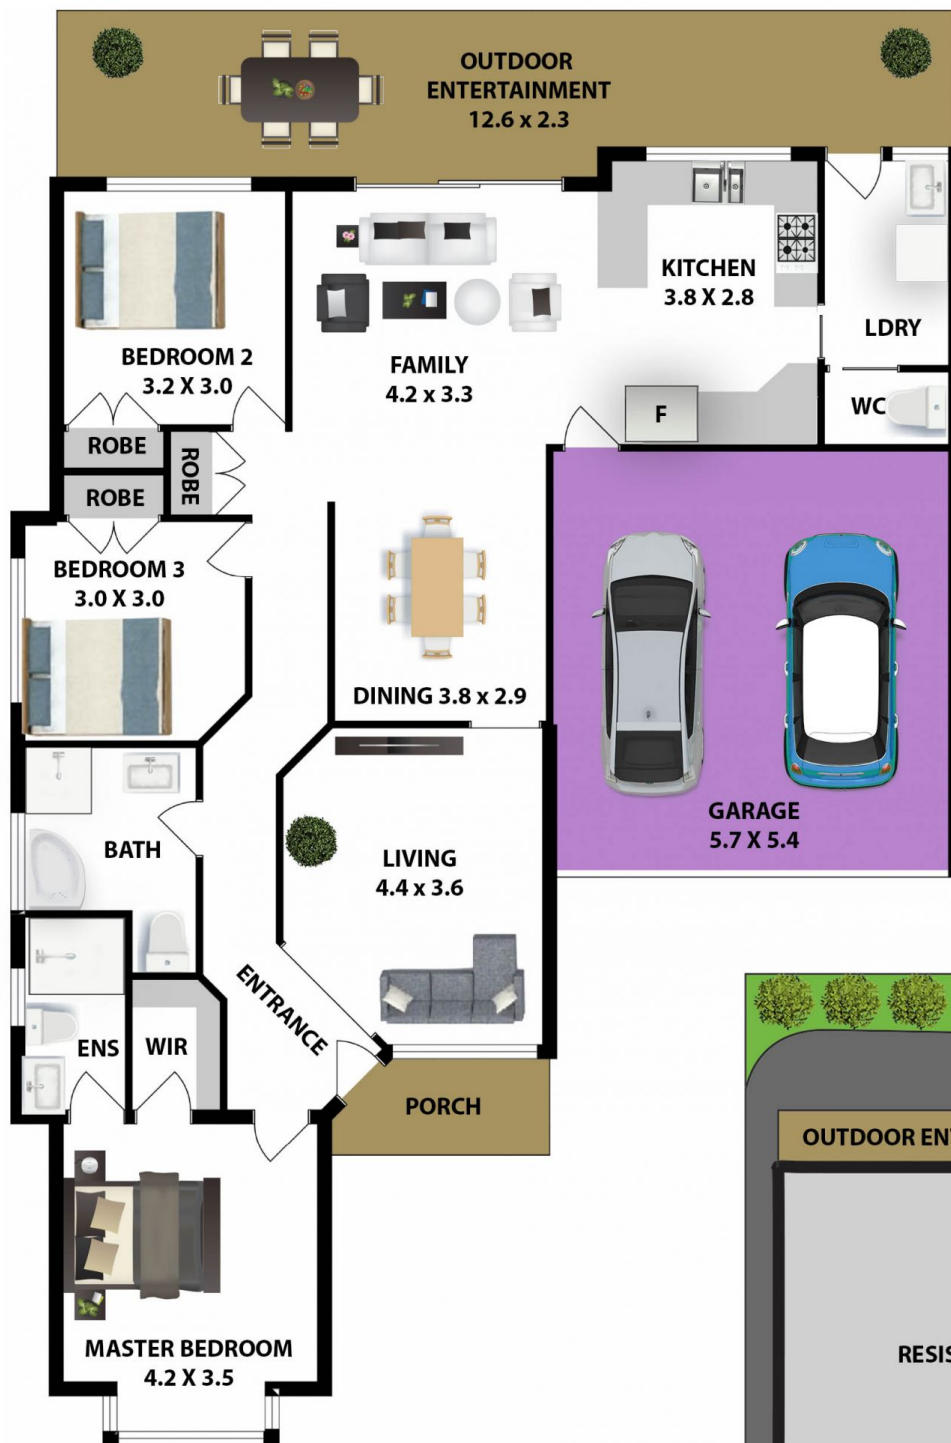 OUTDOOR
ENTERTAINMENT
12.6 x 2.3
KITCHEN
3.8 X 2.8
LDRY
BEDROOM 2
3.2 X 3.0
FAMILY
4.2 x 3.3
WC
F
ROBE
ROBE
ROBE
BEDROOM 3
3.0 X 3.0
DINING 3.8 x 2.9
GARAGE
5.7 X 5.4
BATH
LIVING
4.4 x 3.6
ENTRANCE
ENS
WIR
PORCH
OUTDOOR EN
MASTER BEDROOM
4.2 X 3.5
RESIS